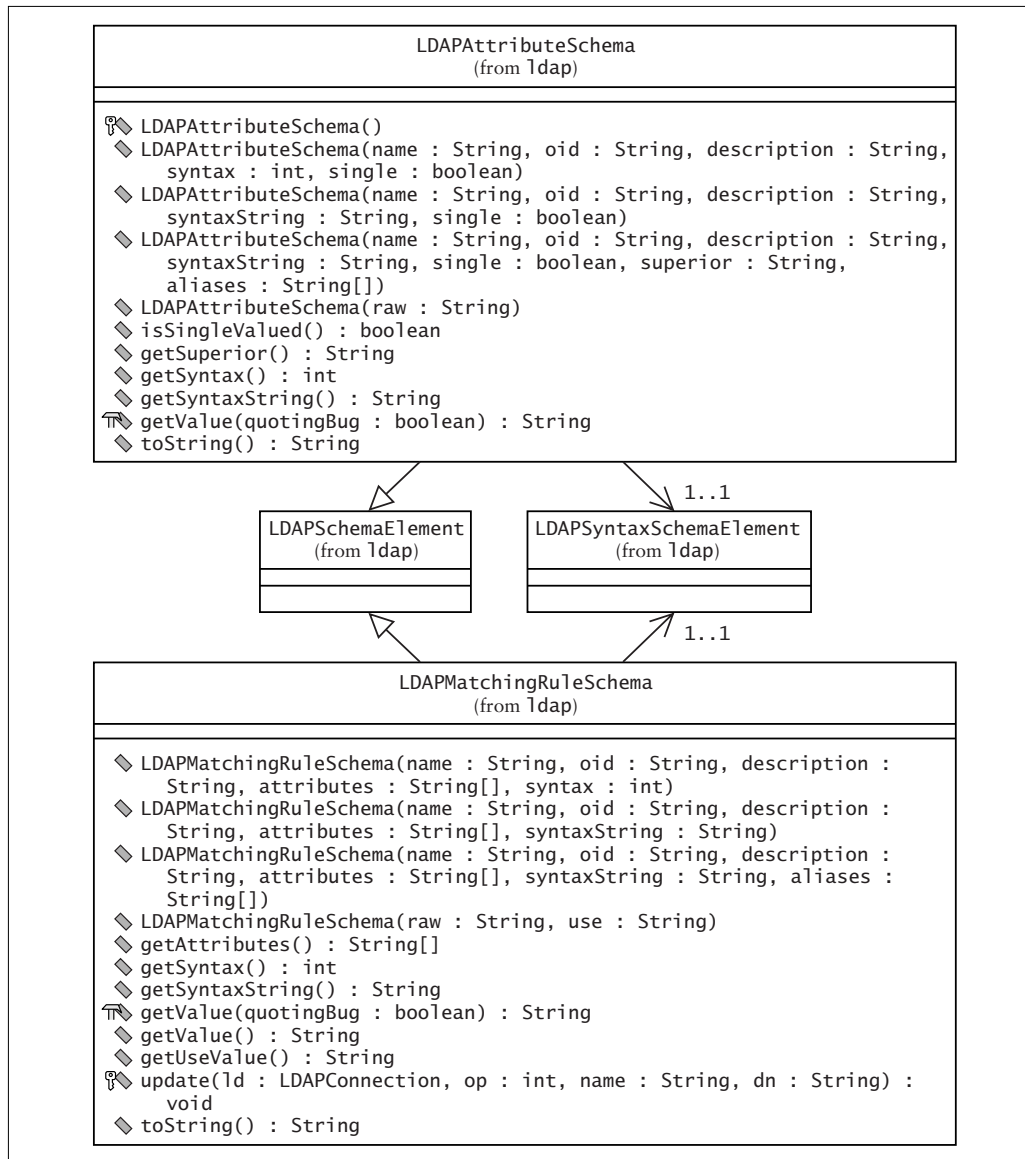 LDAPAttributeSchema
(from ldap)
LDAPAttributeSchema()
LDAPAttributeSchema(name : String, oid : String, description : String,
syntax : int, single : boolean)
LDAPAttributeSchema(name : String, oid : String, description : String,
syntaxString : String, single : boolean)
LDAPAttributeSchema(name : String, oid : String, description : String,
syntaxString : String, single : boolean, superior : String,
aliases : String[])
LDAPAttributeSchema(raw : String)
isSingleValued() : boolean
getSuperior() : String
getSyntax() : int
getSyntaxString() : String
getValue(quotingBug : boolean) : String
toString() : String
1..1
LDAPSchemaElement
(from ldap)
LDAPSyntaxSchemaElement
(from ldap)
1..1
LDAPMatchingRuleSchema
(from ldap)
LDAPMatchingRuleSchema(name : String, oid : String, description :
String, attributes : String[], syntax : int)
LDAPMatchingRuleSchema(name : String, oid : String, description :
String, attributes : String[], syntaxString : String)
LDAPMatchingRuleSchema(name : String, oid : String, description :
String, attributes : String[], syntaxString : String, aliases :
String[])
LDAPMatchingRuleSchema(raw : String, use : String)
getAttributes() : String[]
getSyntax() : int
getSyntaxString() : String
getValue(quotingBug : boolean) : String
getValue() : String
getUseValue() : String
update(ld : LDAPConnection, op : int, name : String, dn : String) :
void
toString() : String